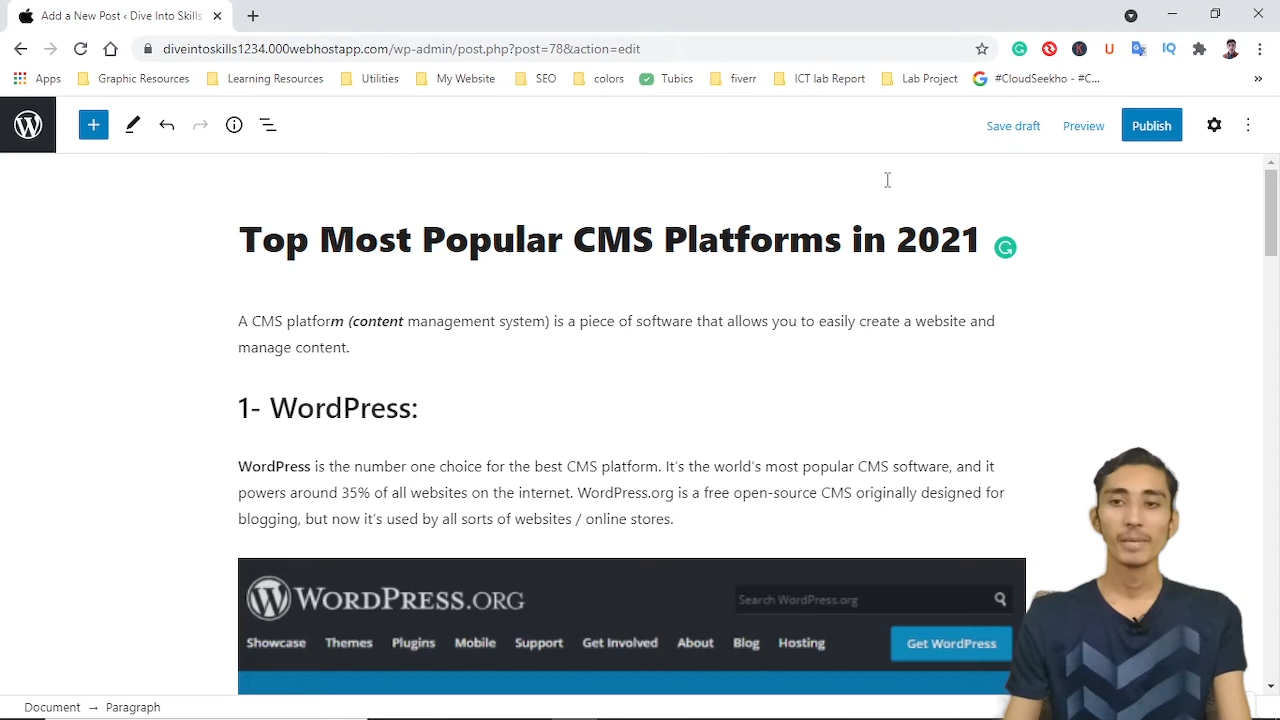 Add a New Post ‹ Dive Into Skills
diveintoskills1234.000webhostapp.com/wp-admin/post.php?post=78&action=edit
Apps Graphic Resources Learning Resources Utilities My Website SEO colors Tubics fiverr ICT lab Report Lab Project #CloudSeekho - #C... »
Save draft Preview Publish
Top Most Popular CMS Platforms in 2021
A CMS platform (content management system) is a piece of software that allows you to easily create a website and
manage content.
1- WordPress:
WordPress is the number one choice for the best CMS platform. It's the world's most popular CMS software, and it
powers around 35% of all websites on the internet. WordPress.org is a free open-source CMS originally designed for
blogging, but now it's used by all sorts of websites / online stores.
WORDPRESS.ORG Search WordPress.org
Showcase Themes Plugins Mobile Support Get Involved About Blog Hosting Get WordPress
Document → Paragraph